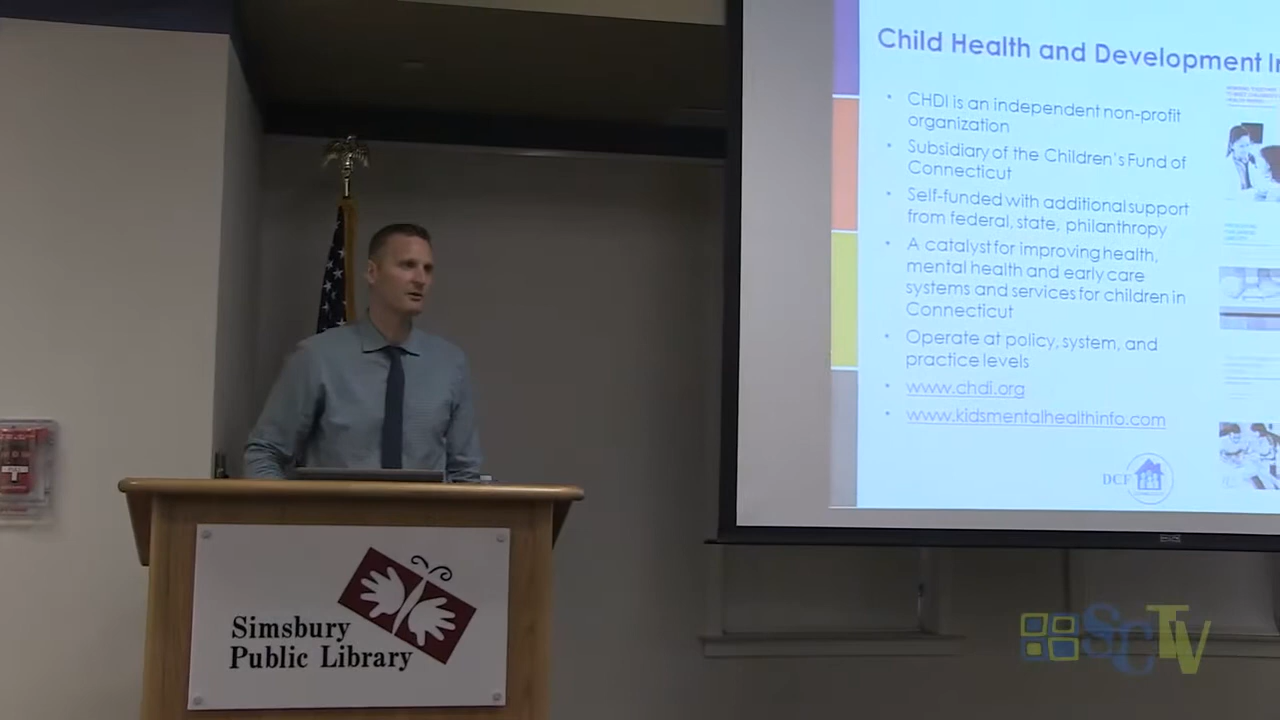 Child Health and Development I
• CHDI is an independent non-profit
organization
• Subsidiary of the Children's Fund of
Connecticut
• Self-funded with additional support
from federal, state, philanthropy
• A catalyst for improving health,
mental health and early care
systems and services for children in
Connecticut
• Operate at policy, system, and
practice levels
• www.chdi.org
• www.kidsmentalhealthinfo.com
DCF
Simsbury
Public Library
SCTV